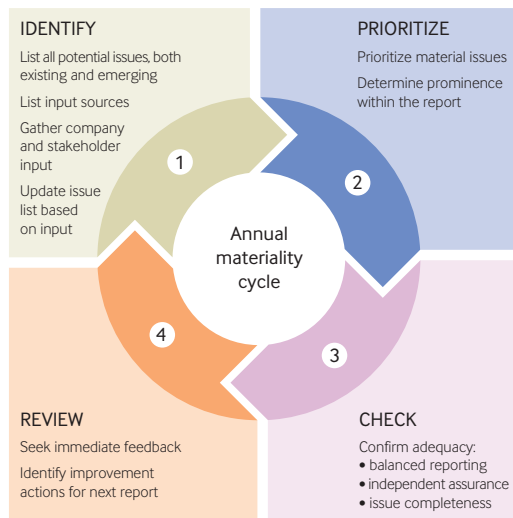 IDENTIFY
List all potential issues, both
existing and emerging
List input sources
Gather company
and stakeholder
input
Update issue
list based
on input
1
PRIORITIZE
Prioritize material issues
Determine prominence
within the report
2
Annual
materiality
cycle
3
CHECK
Confirm adequacy:
• balanced reporting
• independent assurance
• issue completeness
4
REVIEW
Seek immediate feedback
Identify improvement
actions for next report